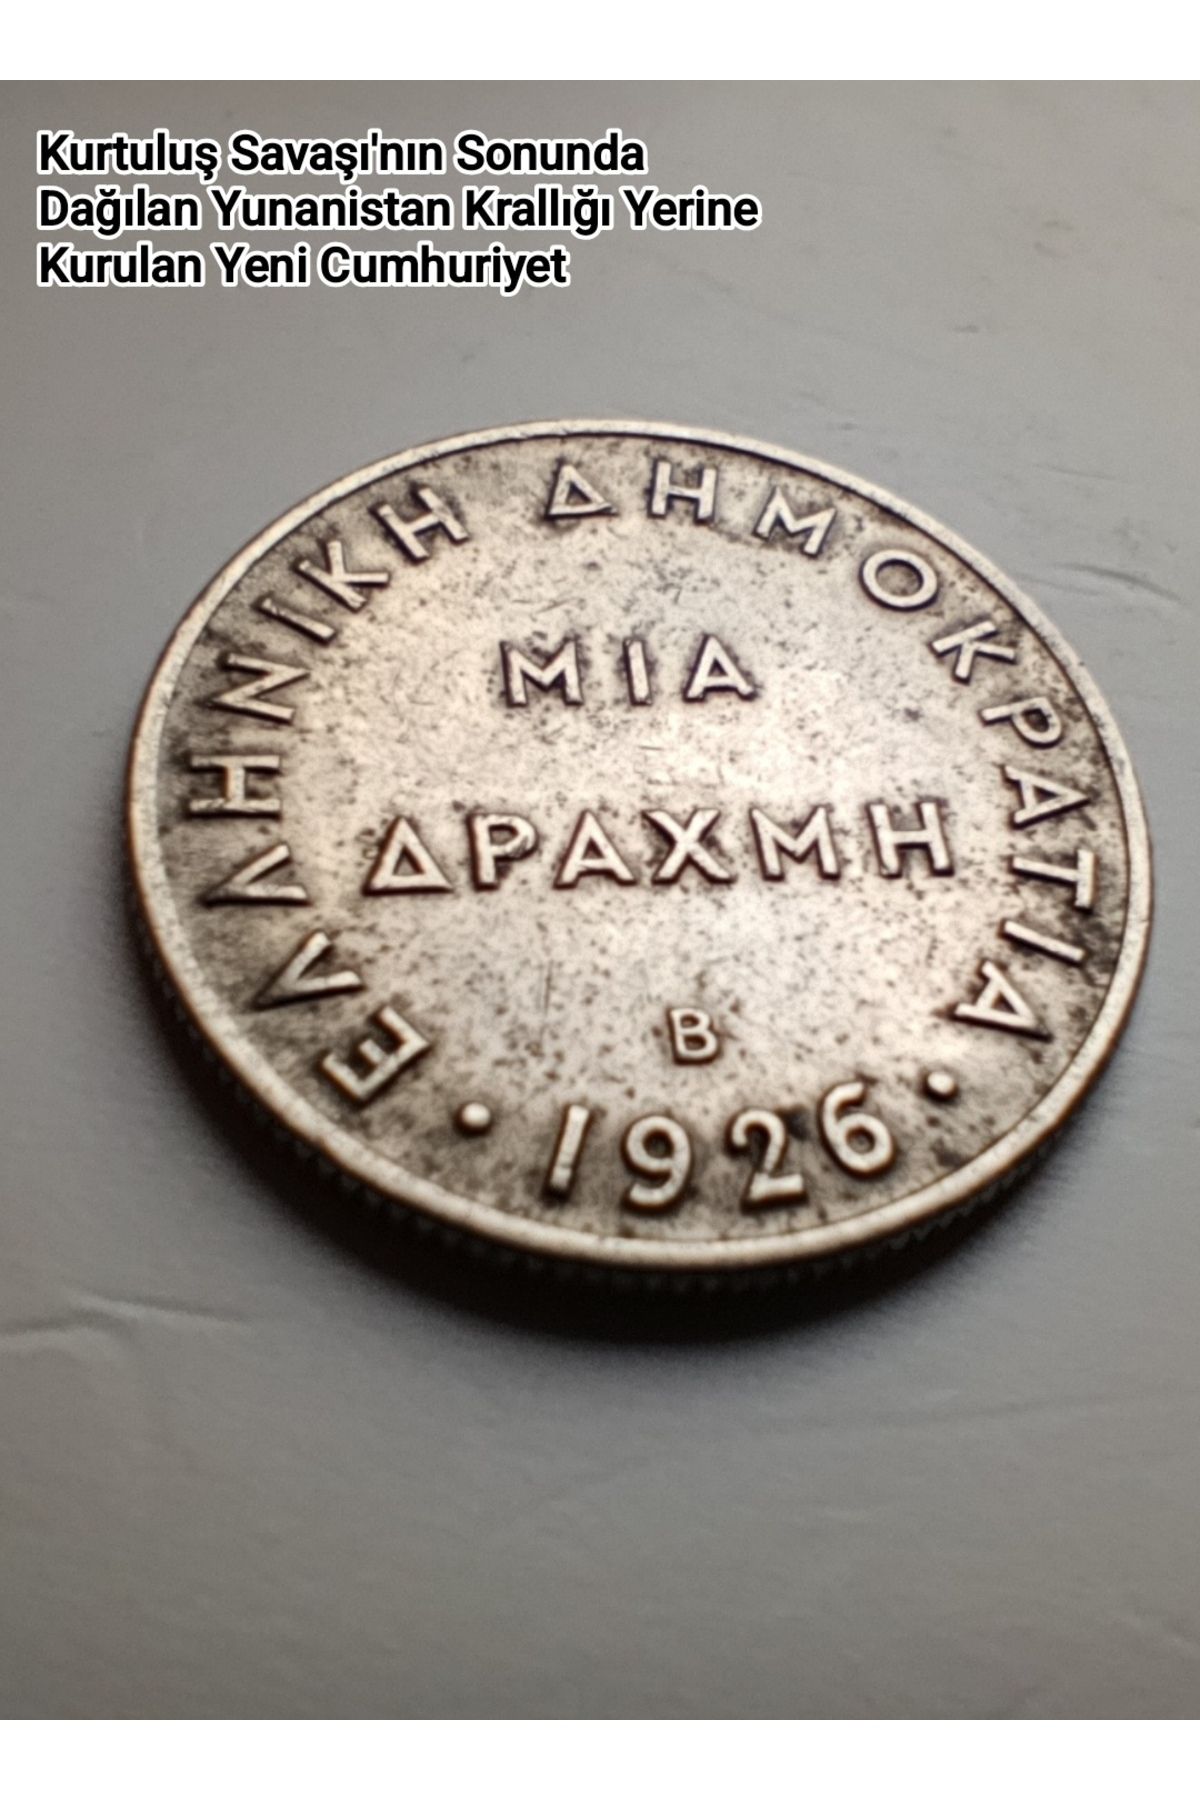 Kurtuluş Savaşı'nın Sonunda
Dağılan Yunanistan Krallığı Yerine
Kurulan Yeni Cumhuriyet
ΕΛΛΗΝΙΚΗ ΔΗΜΟΚΡΑΤΙΑ
ΜΙΑ
ΔΡΑΧΜΗ
Β
· 1926 ·